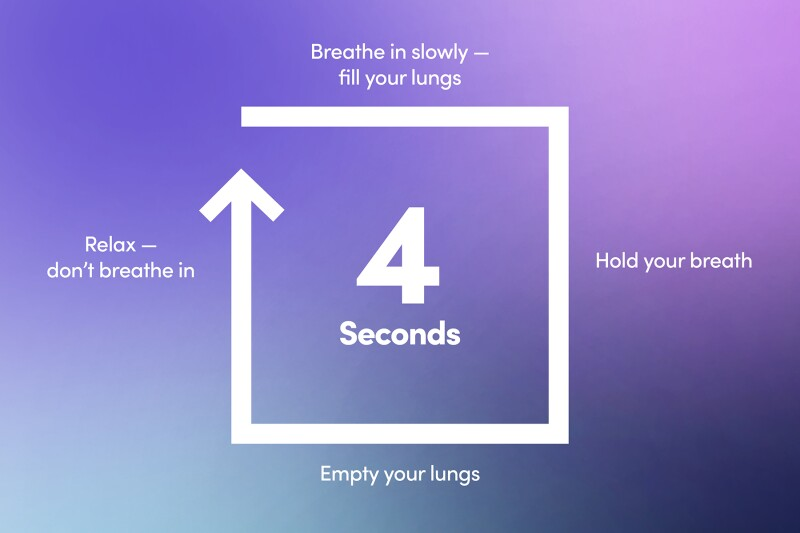 Breathe in slowly —
fill your lungs
Relax —
don't breathe in
4
Seconds
Hold your breath
Empty your lungs